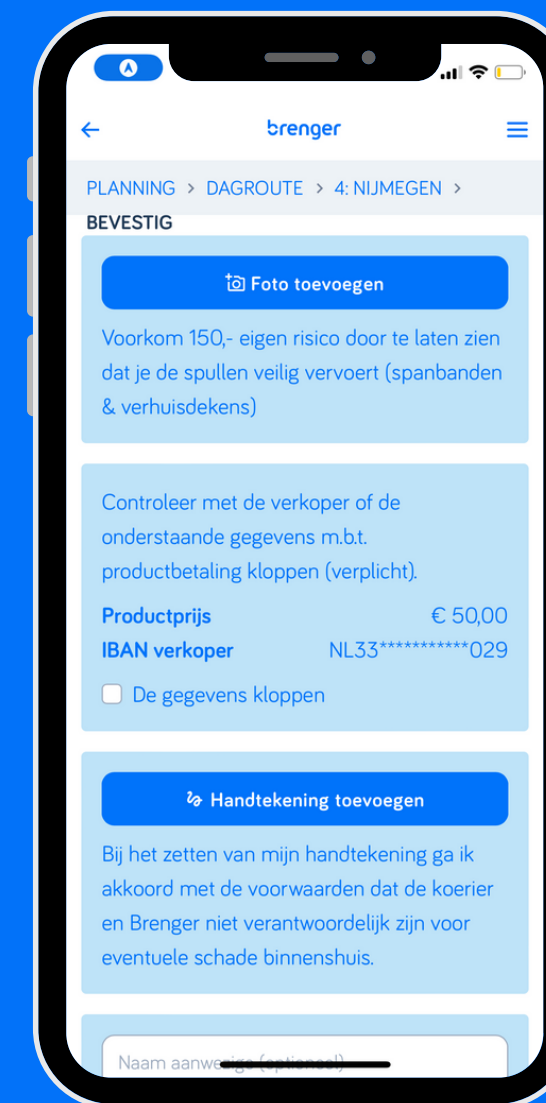 brenger
PLANNING > DAGROUTE > 4: NIJMEGEN >
BEVESTIG
Foto toevoegen
Voorkom 150,- eigen risico door te laten zien
dat je de spullen veilig vervoert (spanbanden
& verhuisdekens)
Controleer met de verkoper of de
onderstaande gegevens m.b.t.
productbetaling kloppen (verplicht).
Productprijs € 50,00
IBAN verkoper NL33***********029
De gegevens kloppen
Handtekening toevoegen
Bij het zetten van mijn handtekening ga ik
akkoord met de voorwaarden dat de koerier
en Brenger niet verantwoordelijk zijn voor
eventuele schade binnenshuis.
Naam aanwezige (optioneel)